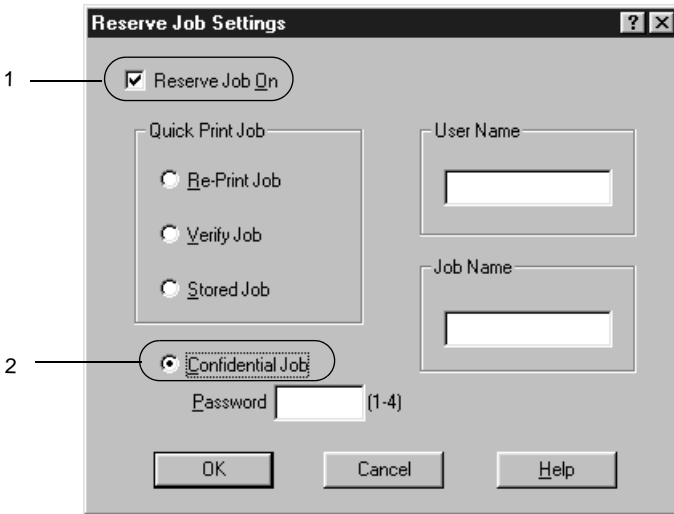 Reserve Job Settings
1
Reserve Job On
Quick Print Job
User Name
Re-Print Job
Verify Job
Job Name
Stored Job
2
Confidential Job
Password (1-4)
OK Cancel Help